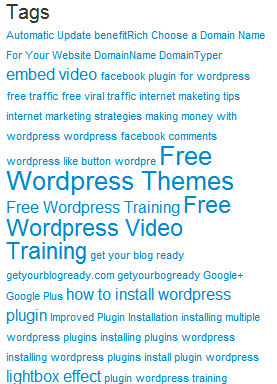 Tags
Automatic Update benefitRich Choose a Domain Name
For Your Website DomainName DomainTyper
embed video facebook plugin for wordpress
free traffic free viral traffic internet maketing tips
internet marketing strategies making money with
wordpress wordpress facebook comments
wordpress like button wordpre Free
Wordpress Themes
Free Wordpress Training Free
Wordpress Video
Training get your blog ready
getyourblogready.com getyourbogready Google+
Google Plus how to install wordpress
plugin Improved Plugin Installation installing multiple
wordpress plugins installing plugins wordpress
installing wordpress plugins install plugin wordpress
lightbox effect plugin wordpress training